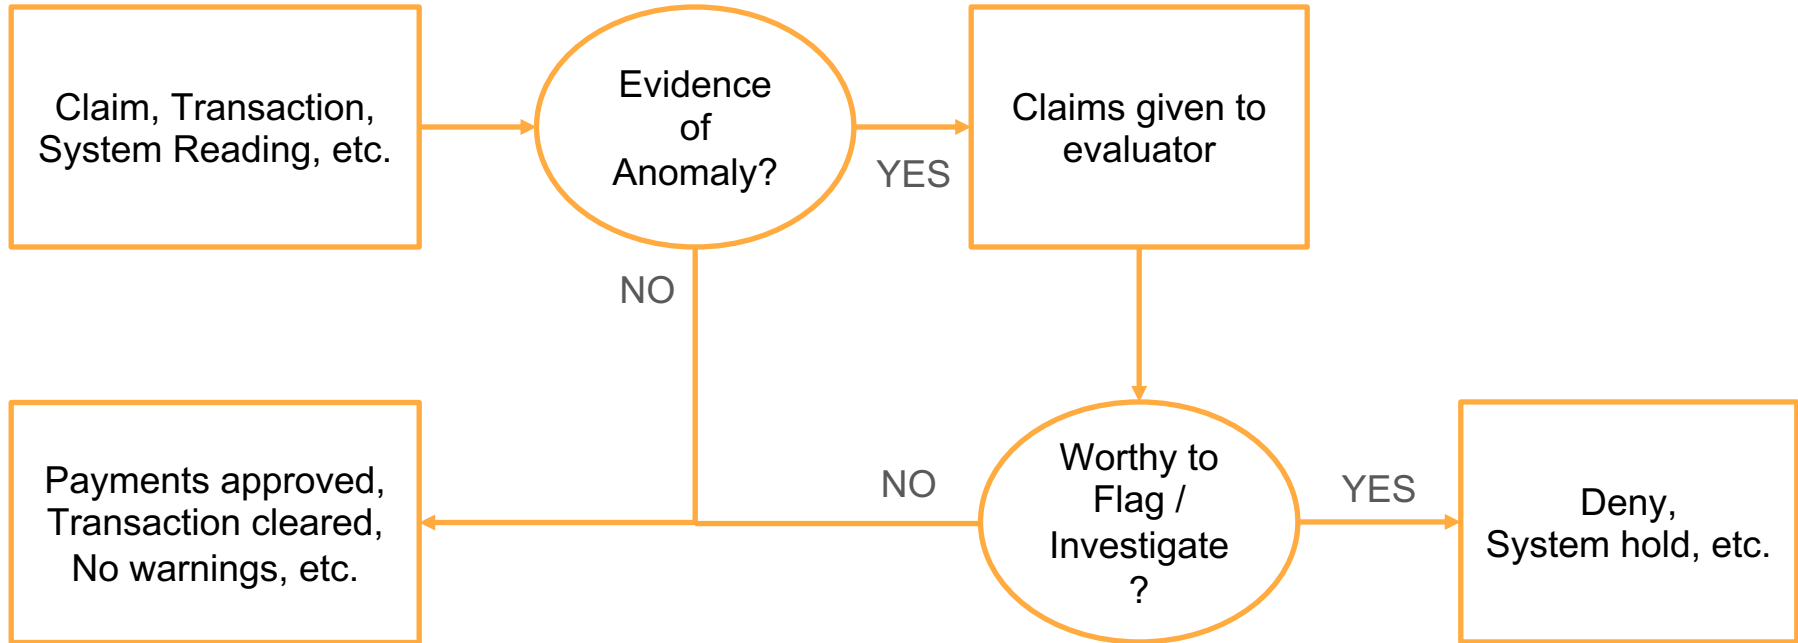 Claim, Transaction,
System Reading, etc.
Evidence
of
Anomaly?
YES
Claims given to
evaluator
NO
Payments approved,
Transaction cleared,
No warnings, etc.
NO
Worthy to
Flag /
Investigate
?
YES
Deny,
System hold, etc.